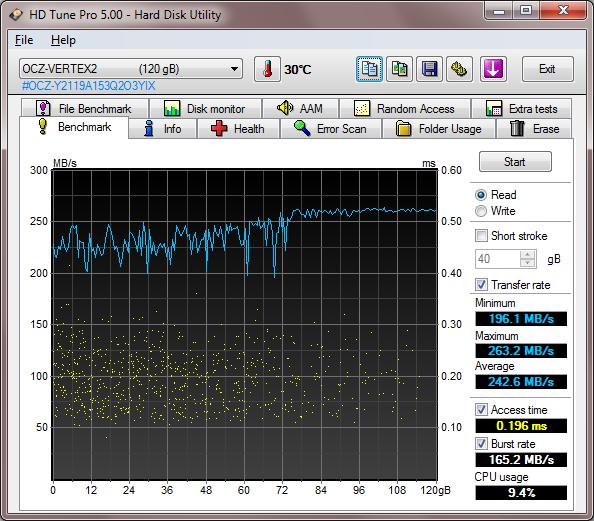 HD Tune Pro 5.00 - Hard Disk Utility
File Help
OCZ-VERTEX2 (120 gB)
30°C
Exit
#OCZ-Y2119A153Q2O3YIX
File Benchmark Disk monitor AAM Random Access Extra tests
Benchmark Info Health Error Scan Folder Usage Erase
MB/s ms
300 0.60
250 0.50
200 0.40
150 0.30
100 0.20
50 0.10
0 12 24 36 48 60 72 84 96 108 120gB
Start
Read
Write
Short stroke
40 gB
Transfer rate
Minimum
196.1 MB/s
Maximum
263.2 MB/s
Average
242.6 MB/s
Access time
0.196 ms
Burst rate
165.2 MB/s
CPU usage
9.4%